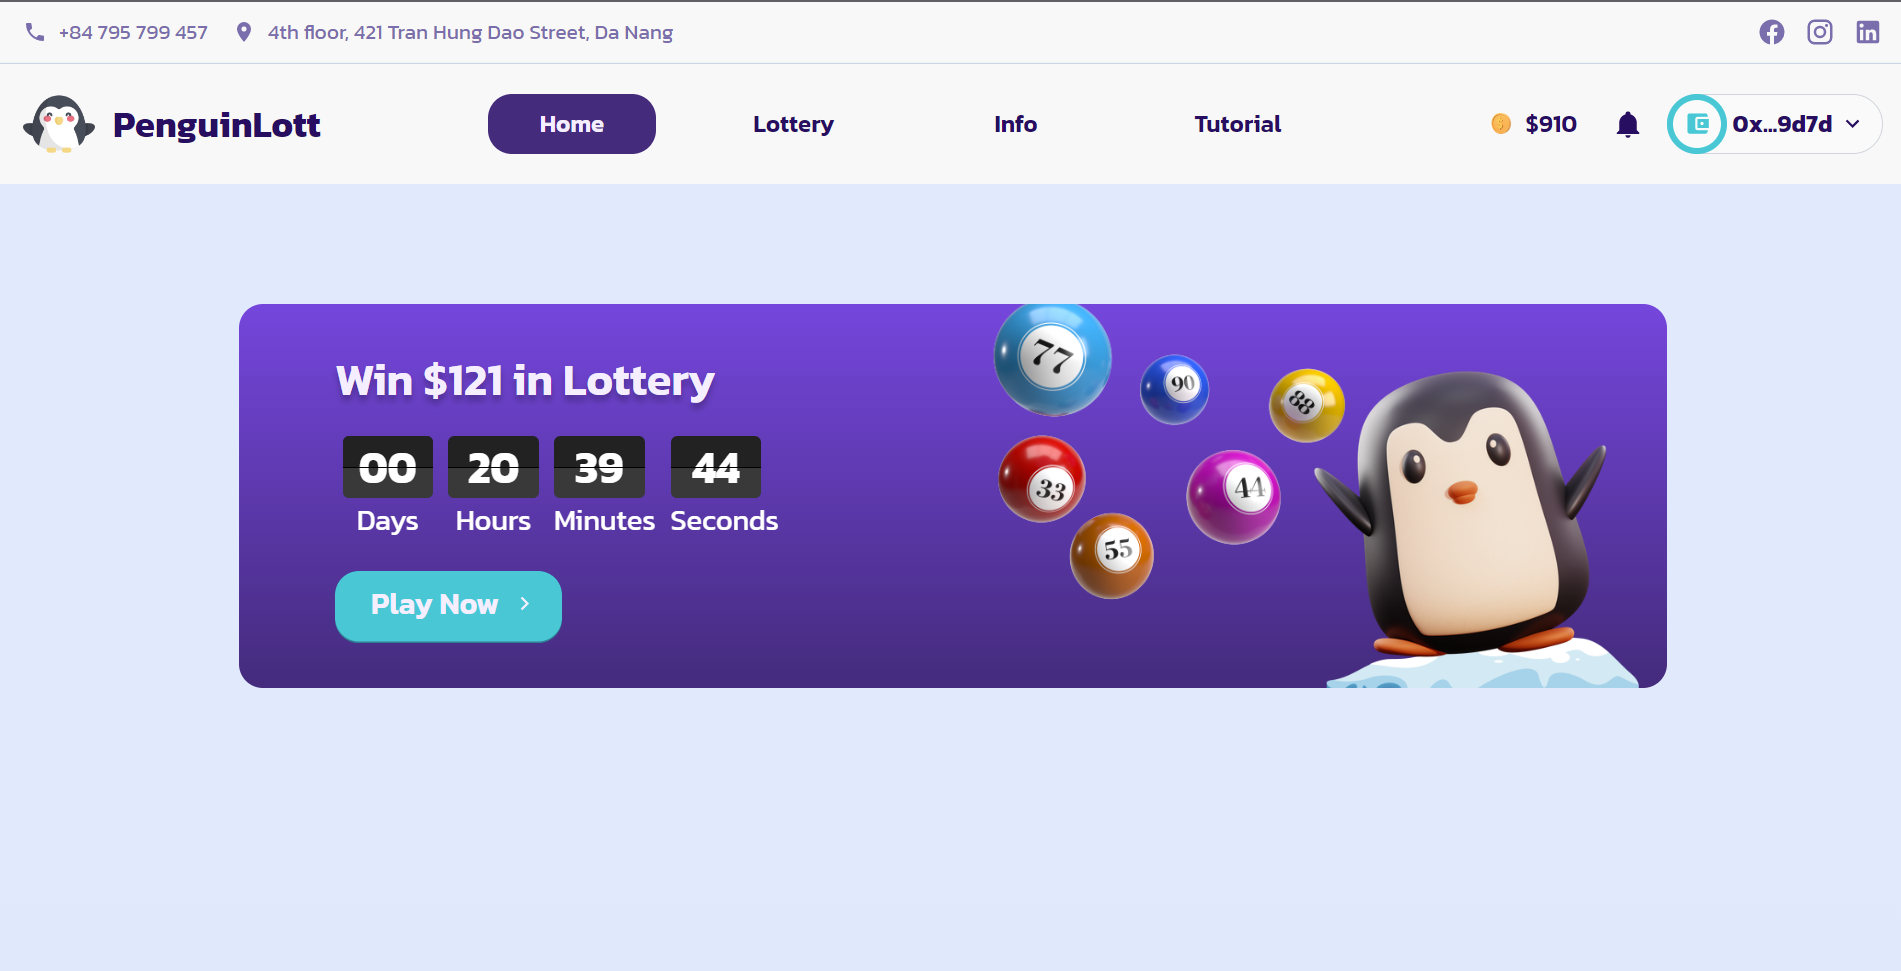 +84 795 799 457 4th floor, 421 Tran Hung Dao Street, Da Nang
PenguinLott Home Lottery Info Tutorial $910 0x...9d7d
Win $121 in Lottery
00 20 39 44
Days Hours Minutes Seconds
Play Now
77
90
88
33
44
55